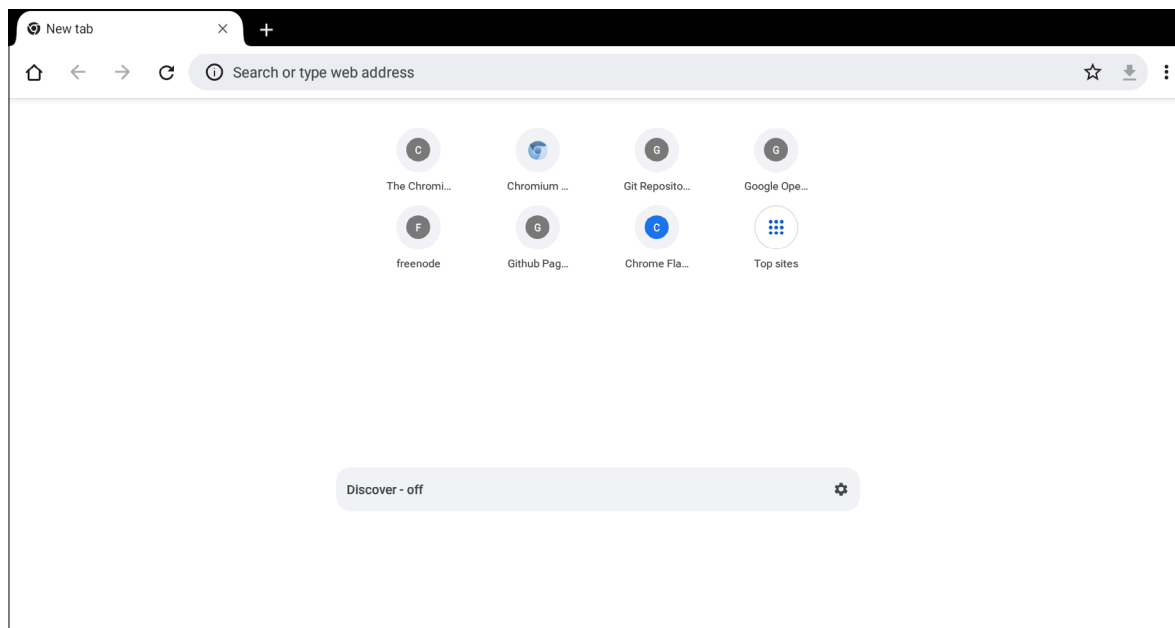 New tab
Search or type web address
C
G
G
The Chromi...
Chromium ...
Git Reposito...
Google Ope...
F
G
C
freenode
Github Pag...
Chrome Fla...
Top sites
Discover - off